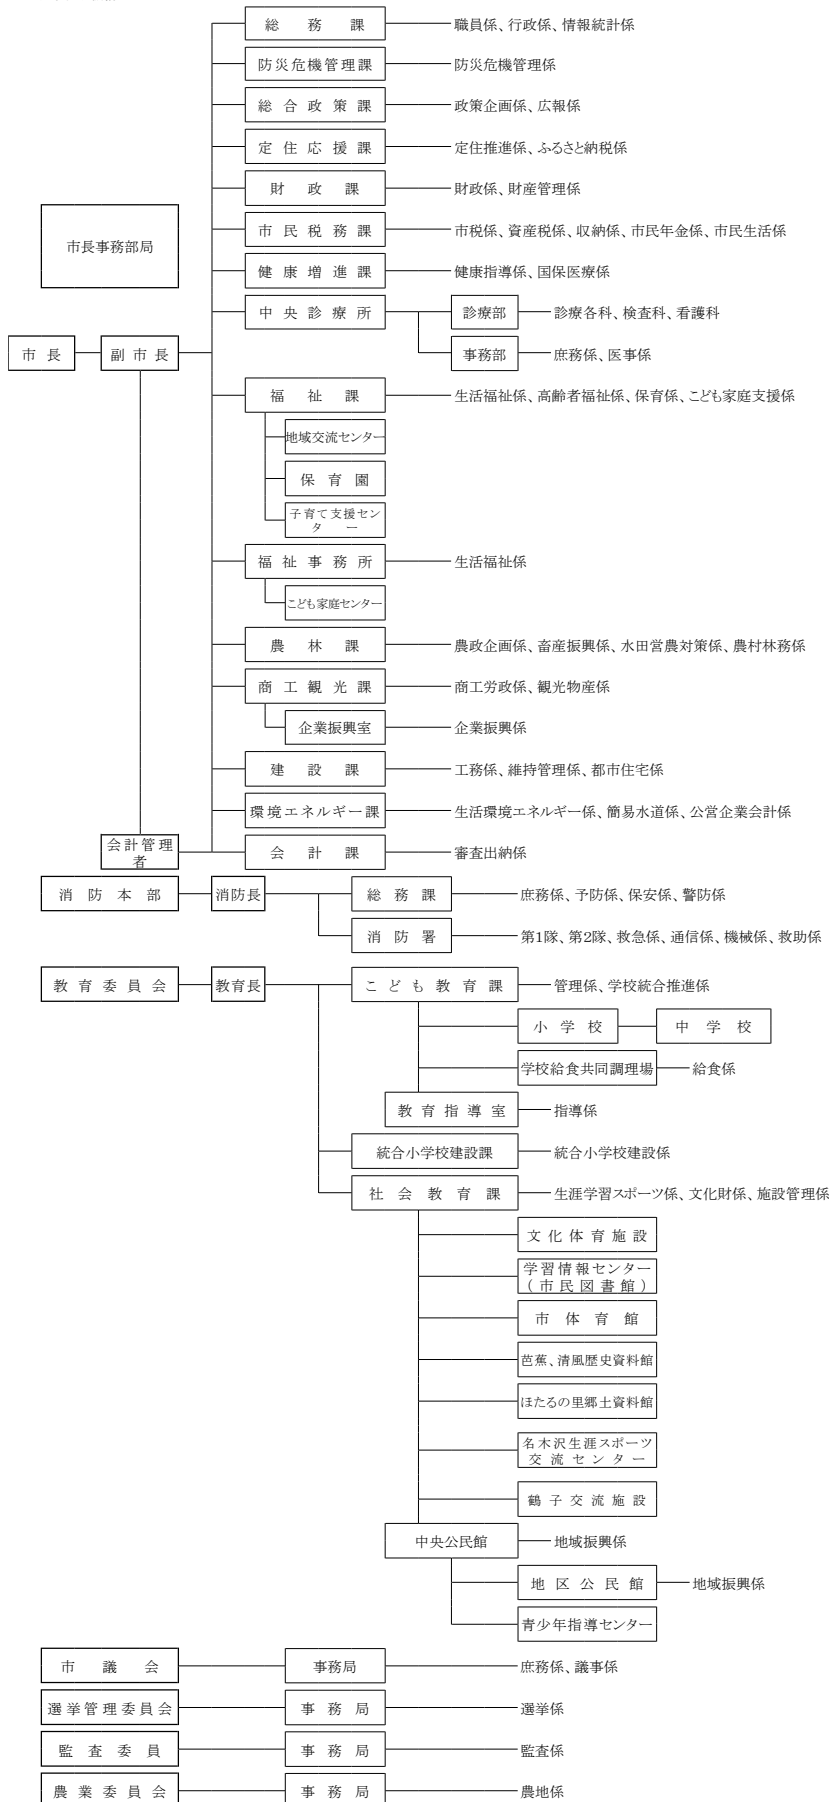 総務課 職員係、行政係、情報統計係
防災危機管理課 防災危機管理係
総合政策課 政策企画係、広報係
定住応援課 定住推進係、ふるさと納税係
財政課 財政係、財産管理係
市長事務部局
市民税務課 市税係、資産税係、収納係、市民年金係、市民生活係
健康増進課 健康指導係、国保医療係
中央診療所 診療部 診療各科、検査科、看護科
市長 副市長 事務部 庶務係、医事係
福祉課 生活福祉係、高齢者福祉係、保育係、こども家庭支援係
地域交流センター
保育園
子育て支援セン
ター
福祉事務所 生活福祉係
こども家庭センター
農林課 農政企画係、畜産振興係、水田営農対策係、農村林務係
商工観光課 商工労政係、観光物産係
企業振興室 企業振興係
建設課 工務係、維持管理係、都市住宅係
環境エネルギー課 生活環境エネルギー係、簡易水道係、公営企業会計係
会計管理
者
会計課 審査出納係
消防本部 消防長 総務課 庶務係、予防係、保安係、警防係
消防署 第1隊、第2隊、救急係、通信係、機械係、救助係
教育委員会 教育長 こども教育課 管理係、学校統合推進係
小学校 中学校
学校給食共同調理場 給食係
教育指導室 指導係
統合小学校建設課 統合小学校建設係
社会教育課 生涯学習スポーツ係、文化財係、施設管理係
文化体育施設
学習情報センター
(市民図書館)
市体育館
芭蕉、清風歴史資料館
ほたるの里郷土資料館
名木沢生涯スポーツ
交流センター
鶴子交流施設
中央公民館 地域振興係
地区公民館 地域振興係
青少年指導センター
市議会 事務局 庶務係、議事係
選挙管理委員会 事務局 選挙係
監査委員 事務局 監査係
農業委員会 事務局 農地係